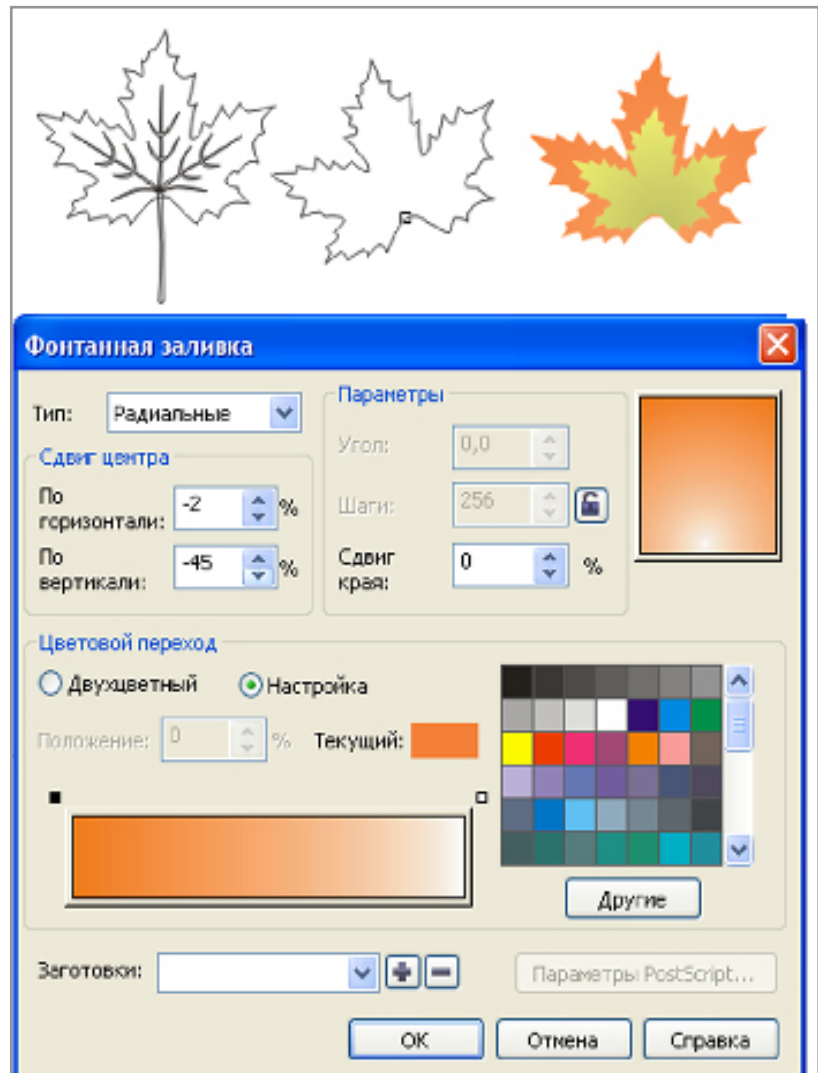 Фонтанная заливка
Тип: Радиальные
Сдвиг центра
По горизонтали: -2 %
По вертикали: -45 %
Параметры
Угол: 0,0
Шаги: 256
Сдвиг края: 0 %
Цветовой переход
Двухцветный Настройка
Положение: 0 % Текущий:
Другие
Заготовки:
Параметры PostScript...
ОК Отмена Справка